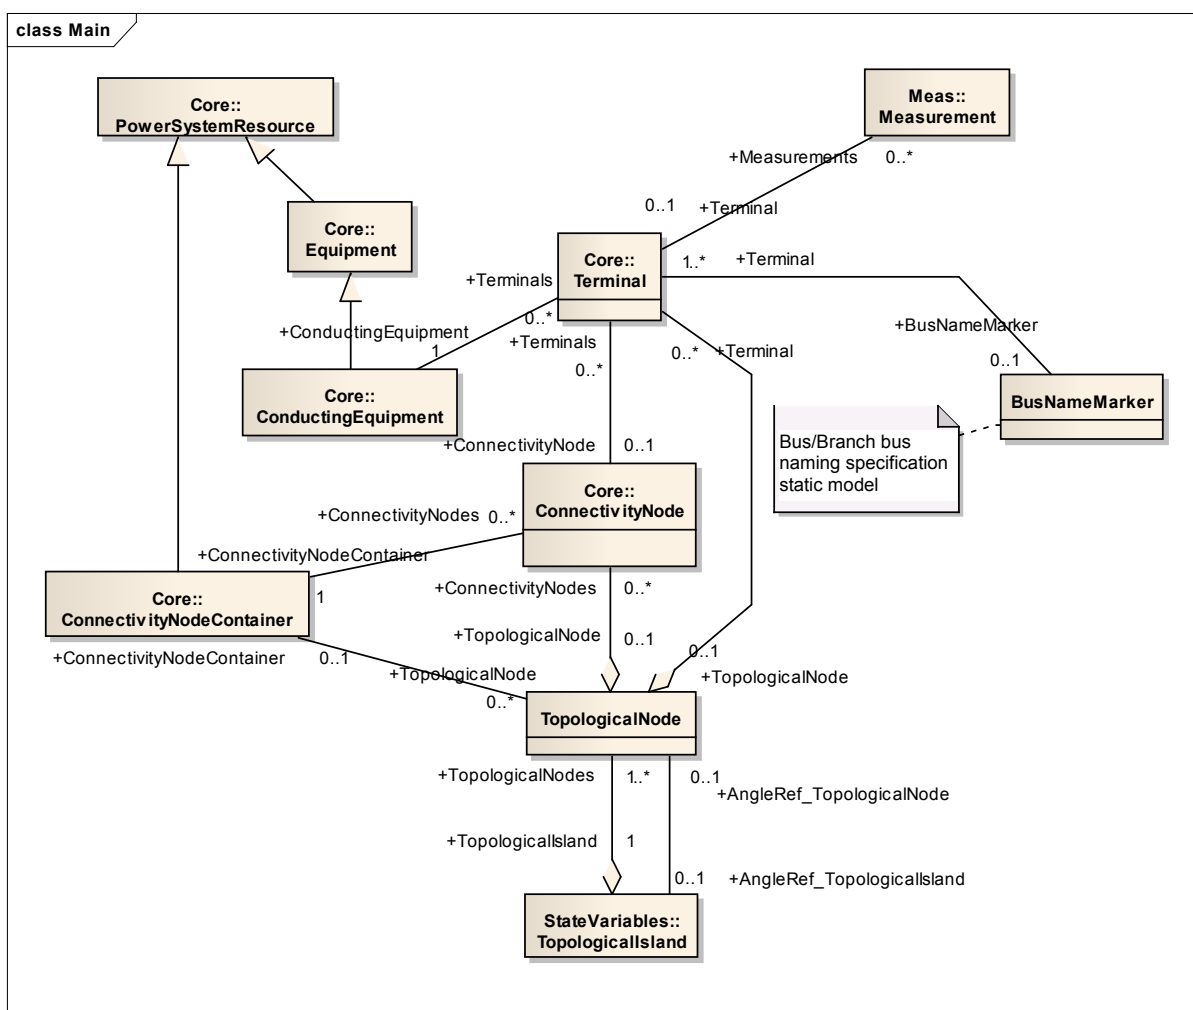 class Main
Core::
PowerSystemResource
Meas::
Measurement
+Measurements
0..*
0..1
+Terminal
Core::
Equipment
Core::
Terminal
1..*
+Terminal
+Terminals
0..*
+ConductingEquipment
1
+BusNameMarker
0..1
+Terminals
0..*
0..*
+Terminal
Core::
ConductingEquipment
BusNameMarker
Bus/Branch bus
naming specification
static model
+ConnectivityNode
0..1
Core::
ConnectivityNode
+ConnectivityNodes
0..*
+ConnectivityNodeContainer
1
Core::
ConnectivityNodeContainer
+ConnectivityNodes
0..*
+TopologicalNode
0..1
+ConnectivityNodeContainer
0..1
+TopologicalNode
0..*
0..1
+TopologicalNode
TopologicalNode
+TopologicalNodes
1..*
0..1
+AngleRef_TopologicalNode
+TopologicalIsland
1
0..1
+AngleRef_TopologicalIsland
StateVariables::
TopologicalIsland